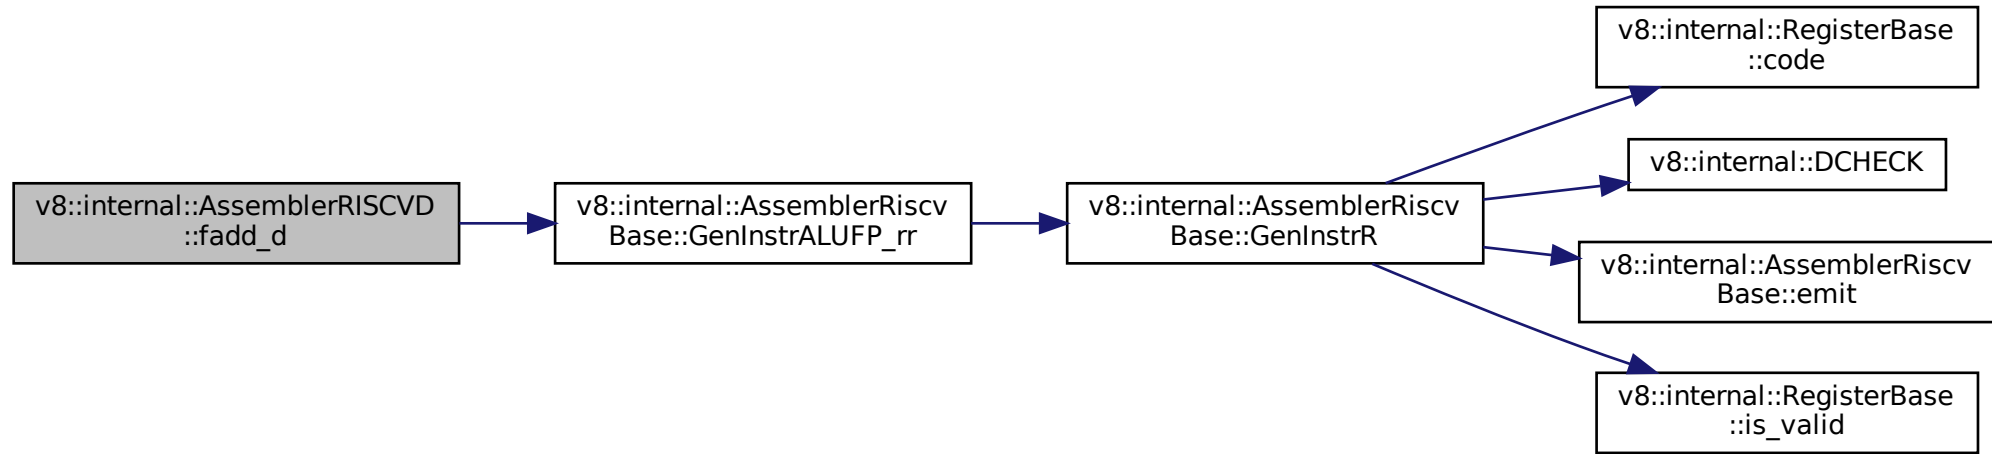 v8::internal::RegisterBase
::code
v8::internal::DCHECK
v8::internal::AssemblerRISCVD
::fadd_d
v8::internal::AssemblerRiscv
Base::GenInstrALUFP_rr
v8::internal::AssemblerRiscv
Base::GenInstrR
v8::internal::AssemblerRiscv
Base::emit
v8::internal::RegisterBase
::is_valid